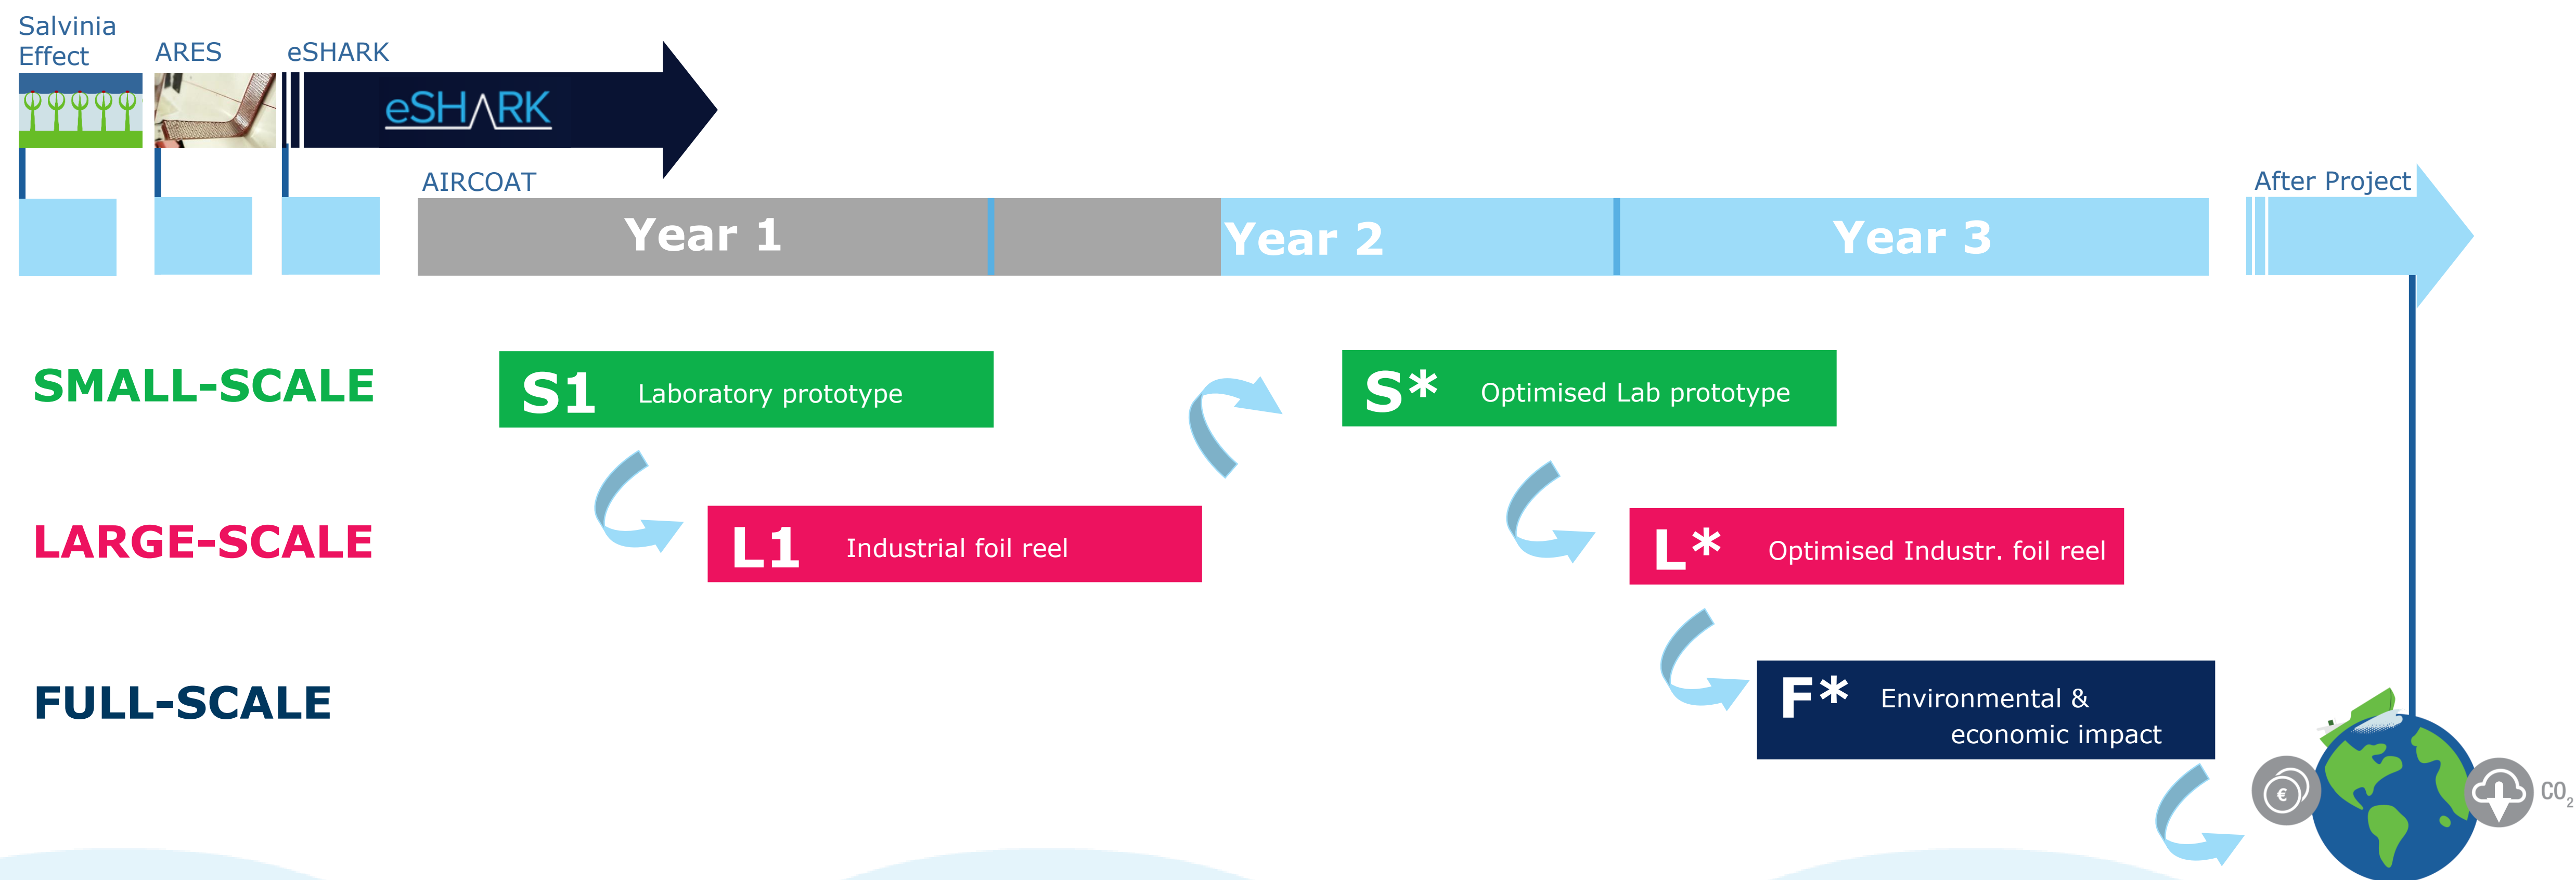 Salvinia
Effect
ARES
eSHARK
eSHARK
AIRCOAT
After Project
Year 1
Year 2
Year 3
SMALL-SCALE
S1 Laboratory prototype
S* Optimised Lab prototype
LARGE-SCALE
L1 Industrial foil reel
L* Optimised Industr. foil reel
FULL-SCALE
F* Environmental &
economic impact
€
CO₂